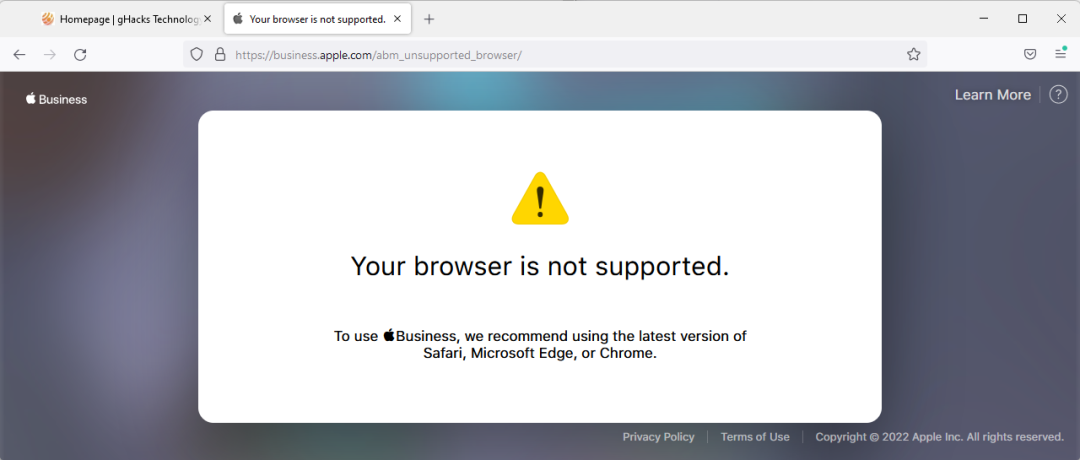 Homepage | gHacks Technolog
Your browser is not supported.
https://business.apple.com/abm_unsupported_browser/
Business
Learn More
?
!
Your browser is not supported.
To use Business, we recommend using the latest version of
Safari, Microsoft Edge, or Chrome.
Privacy Policy | Terms of Use | Copyright © 2022 Apple Inc. All rights reserved.